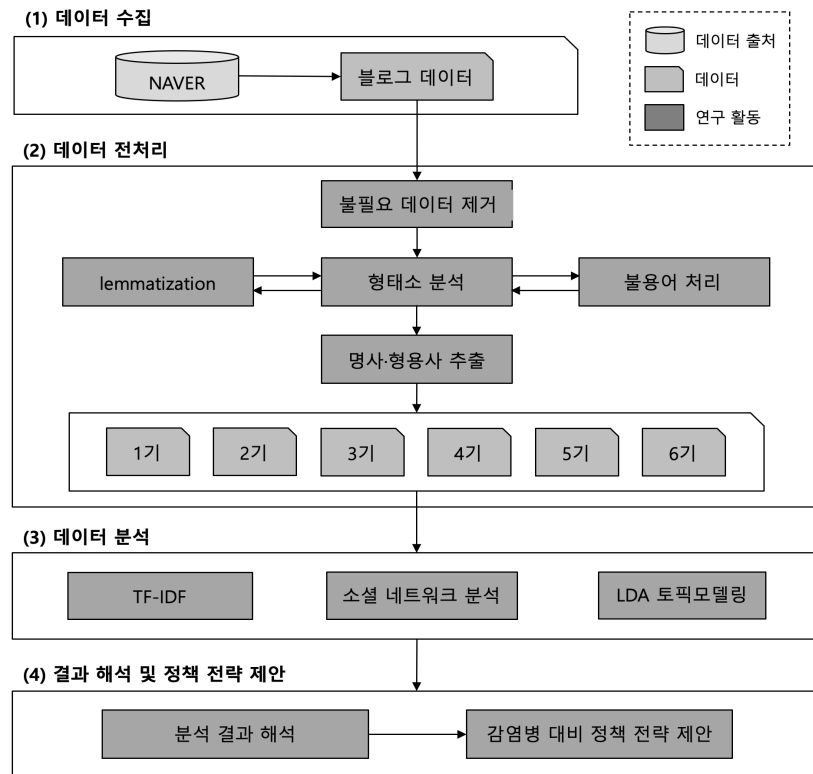 (1) 데이터 수집
데이터 출처
데이터
연구 활동
NAVER
블로그 데이터
(2) 데이터 전처리
불필요 데이터 제거
lemmatization
형태소 분석
불용어 처리
명사·형용사 추출
1기
2기
3기
4기
5기
6기
(3) 데이터 분석
TF-IDF
소셜 네트워크 분석
LDA 토픽모델링
(4) 결과 해석 및 정책 전략 제안
분석 결과 해석
감염병 대비 정책 전략 제안